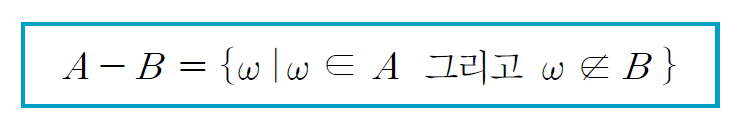 A − B = {ω | ω ∈ A 그리고 ω ∉ B}